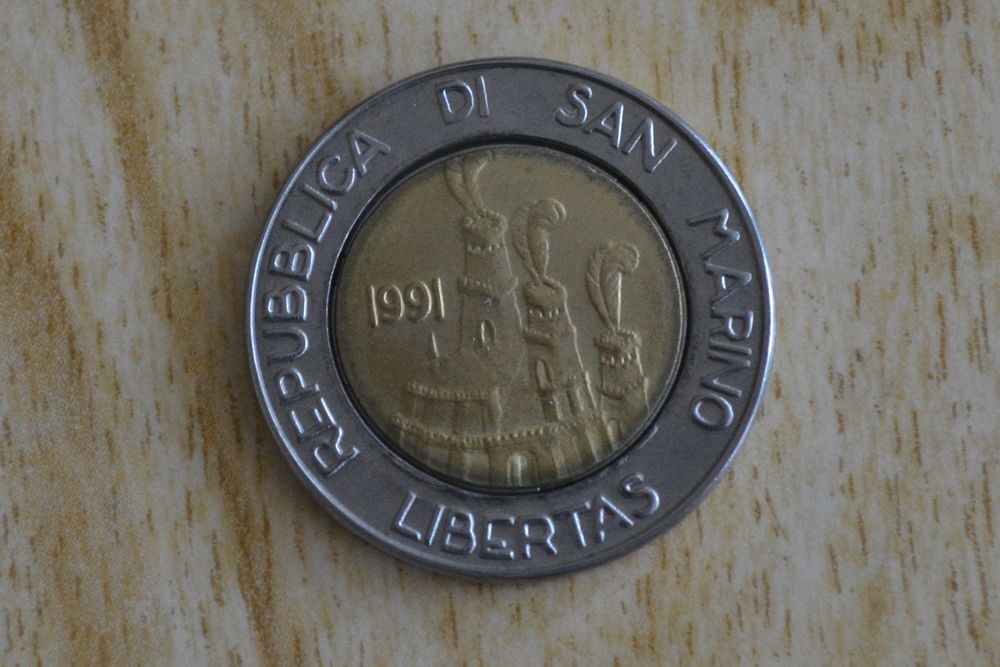 REPUBBLICA DI SAN MARINO
1991
LIBERTAS